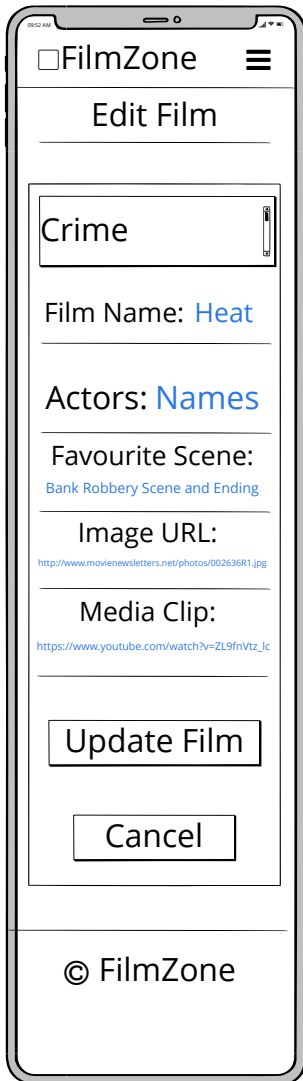 09:52 AM
FilmZone
Edit Film
Crime
Film Name: Heat
Actors: Names
Favourite Scene:
Bank Robbery Scene and Ending
Image URL:
http://www.movienewsletters.net/photos/002636R1.jpg
Media Clip:
https://www.youtube.com/watch?v=ZL9fnVtz_lc
Update Film
Cancel
© FilmZone